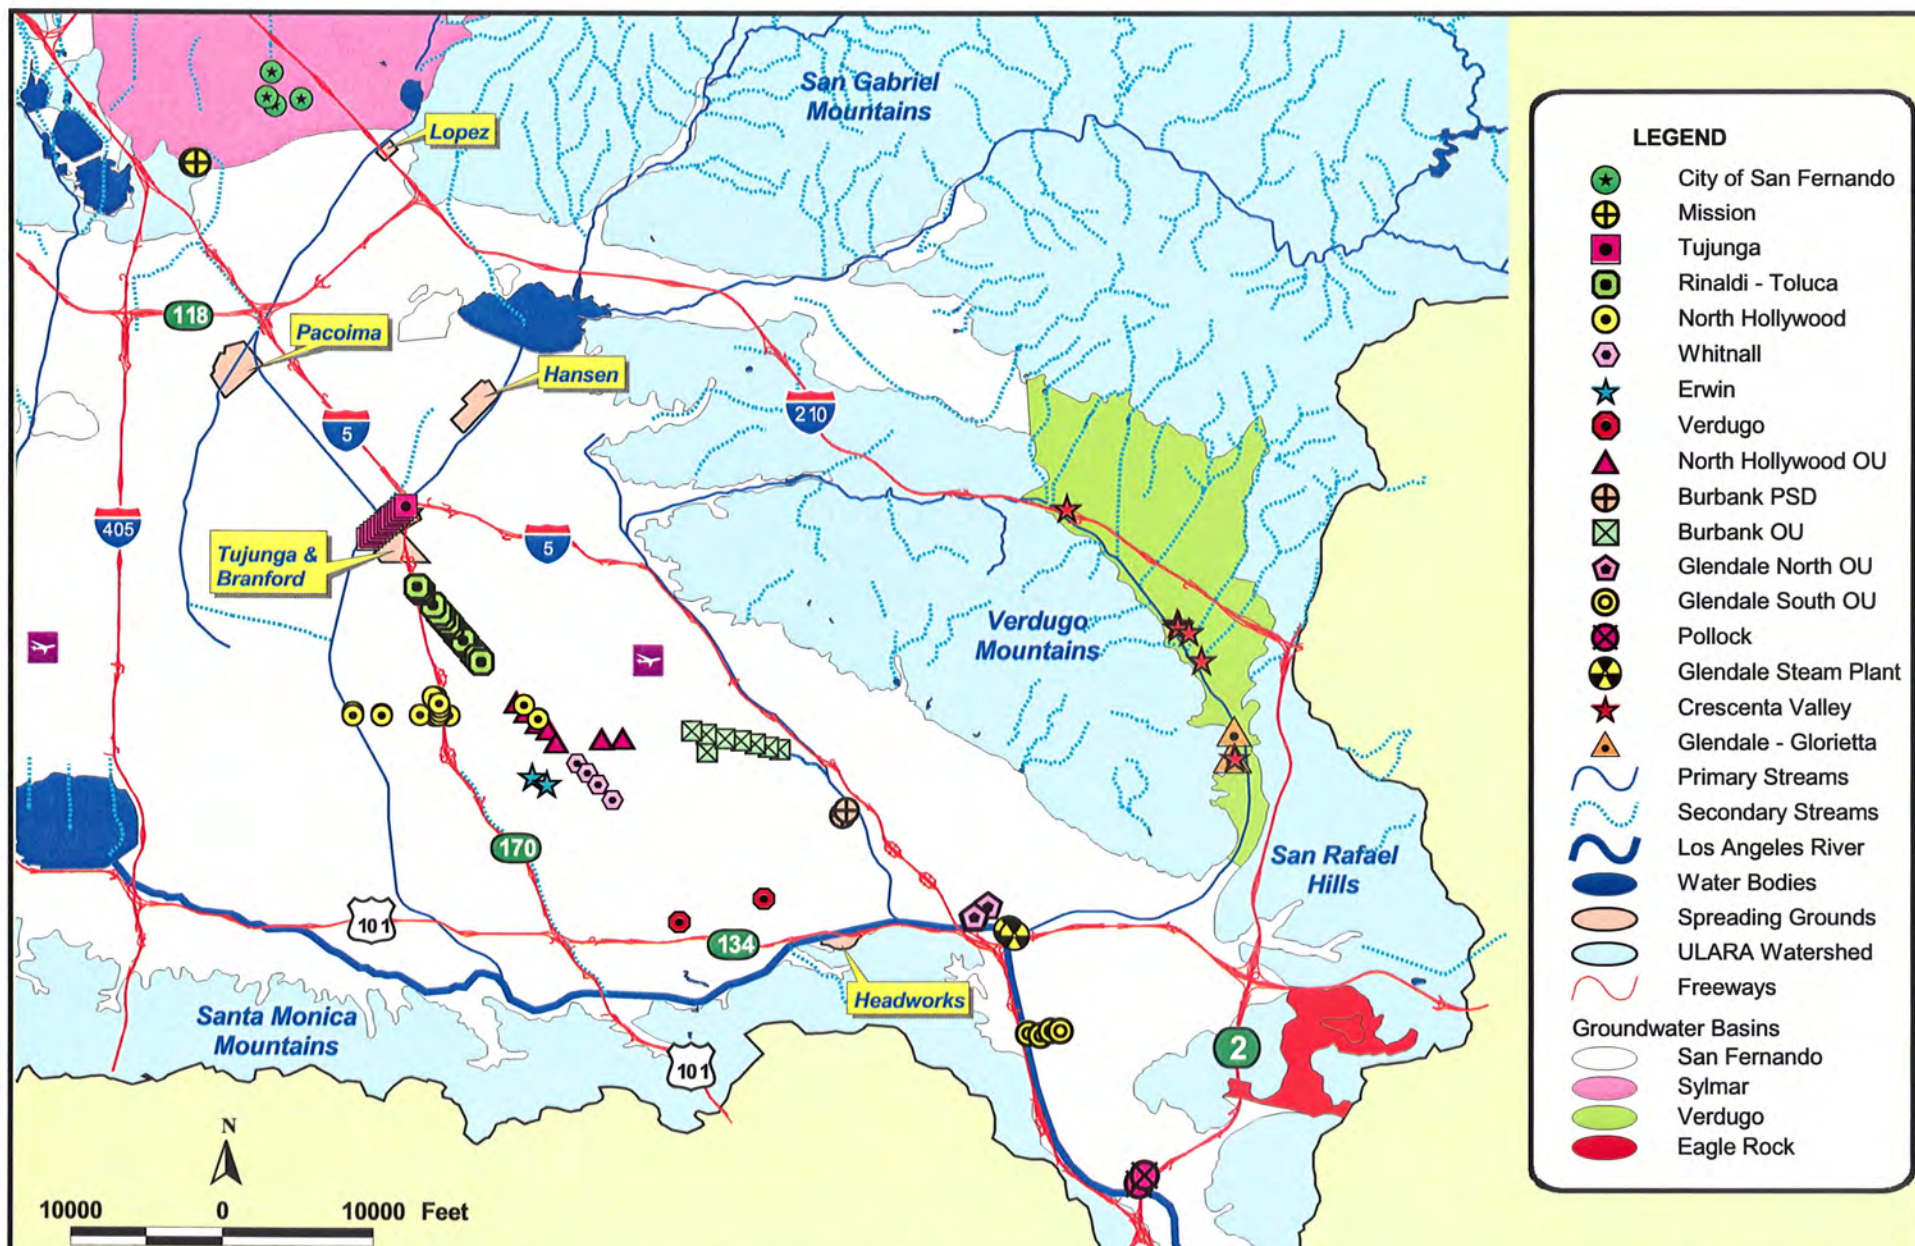 San Gabriel
Mountains
Lopez
118
Pacoima
Hansen
5
210
405
5
Tujunga &
Branford
Verdugo
Mountains
170
San Rafael
Hills
101
134
Headworks
Santa Monica
Mountains
101
2
N
10000 0 10000 Feet
LEGEND
City of San Fernando
Mission
Tujunga
Rinaldi - Toluca
North Hollywood
Whitnall
Erwin
Verdugo
North Hollywood OU
Burbank PSD
Burbank OU
Glendale North OU
Glendale South OU
Pollock
Glendale Steam Plant
Crescenta Valley
Glendale - Glorietta
Primary Streams
Secondary Streams
Los Angeles River
Water Bodies
Spreading Grounds
ULARA Watershed
Freeways
Groundwater Basins
San Fernando
Sylmar
Verdugo
Eagle Rock